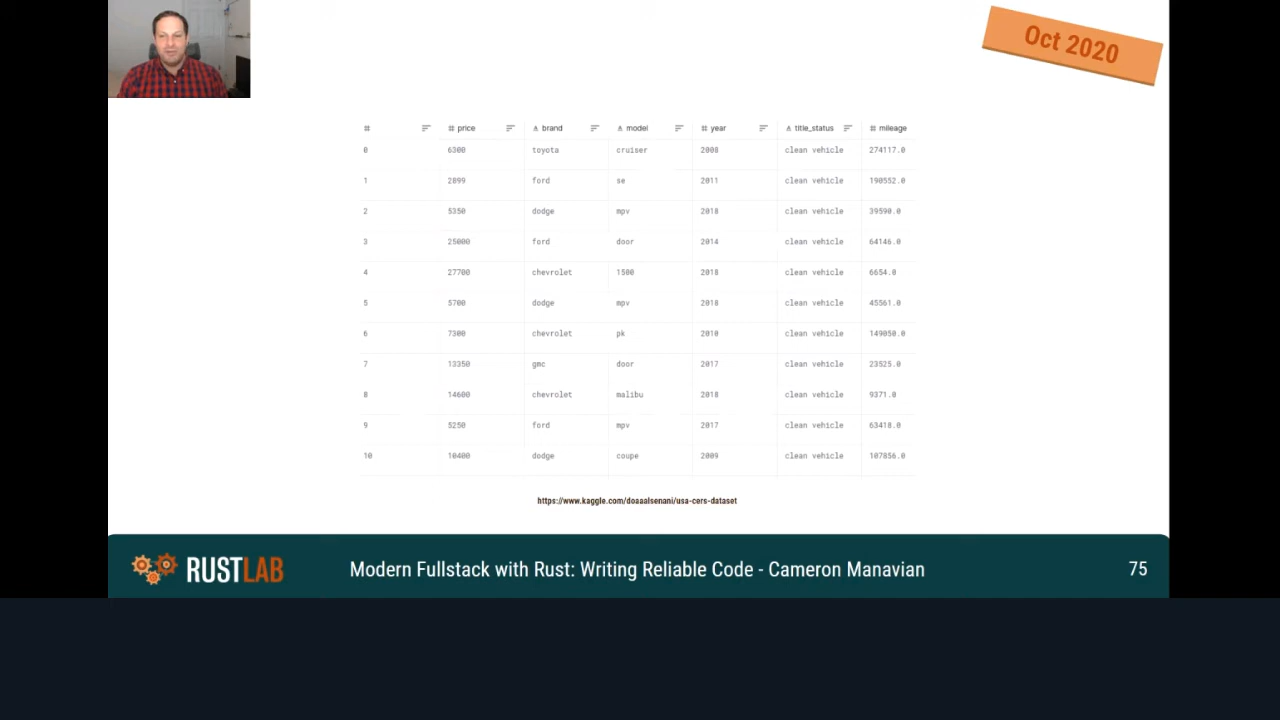 Oct 2020
# # price brand model # year title_status # mileage
0 6300 toyota cruiser 2008 clean vehicle 274117.0
1 2899 ford se 2011 clean vehicle 190552.0
2 5350 dodge mpv 2018 clean vehicle 39590.0
3 25000 ford door 2014 clean vehicle 64146.0
4 27700 chevrolet 1500 2018 clean vehicle 6654.0
5 5700 dodge mpv 2018 clean vehicle 45561.0
6 7300 chevrolet pk 2010 clean vehicle 149050.0
7 13350 gmc door 2017 clean vehicle 23525.0
8 14600 chevrolet malibu 2018 clean vehicle 9371.0
9 5250 ford mpv 2017 clean vehicle 63418.0
10 10400 dodge coupe 2009 clean vehicle 107856.0
https://www.kaggle.com/doaaalsenani/usa-cers-dataset
RUSTLAB Modern Fullstack with Rust: Writing Reliable Code - Cameron Manavian 75